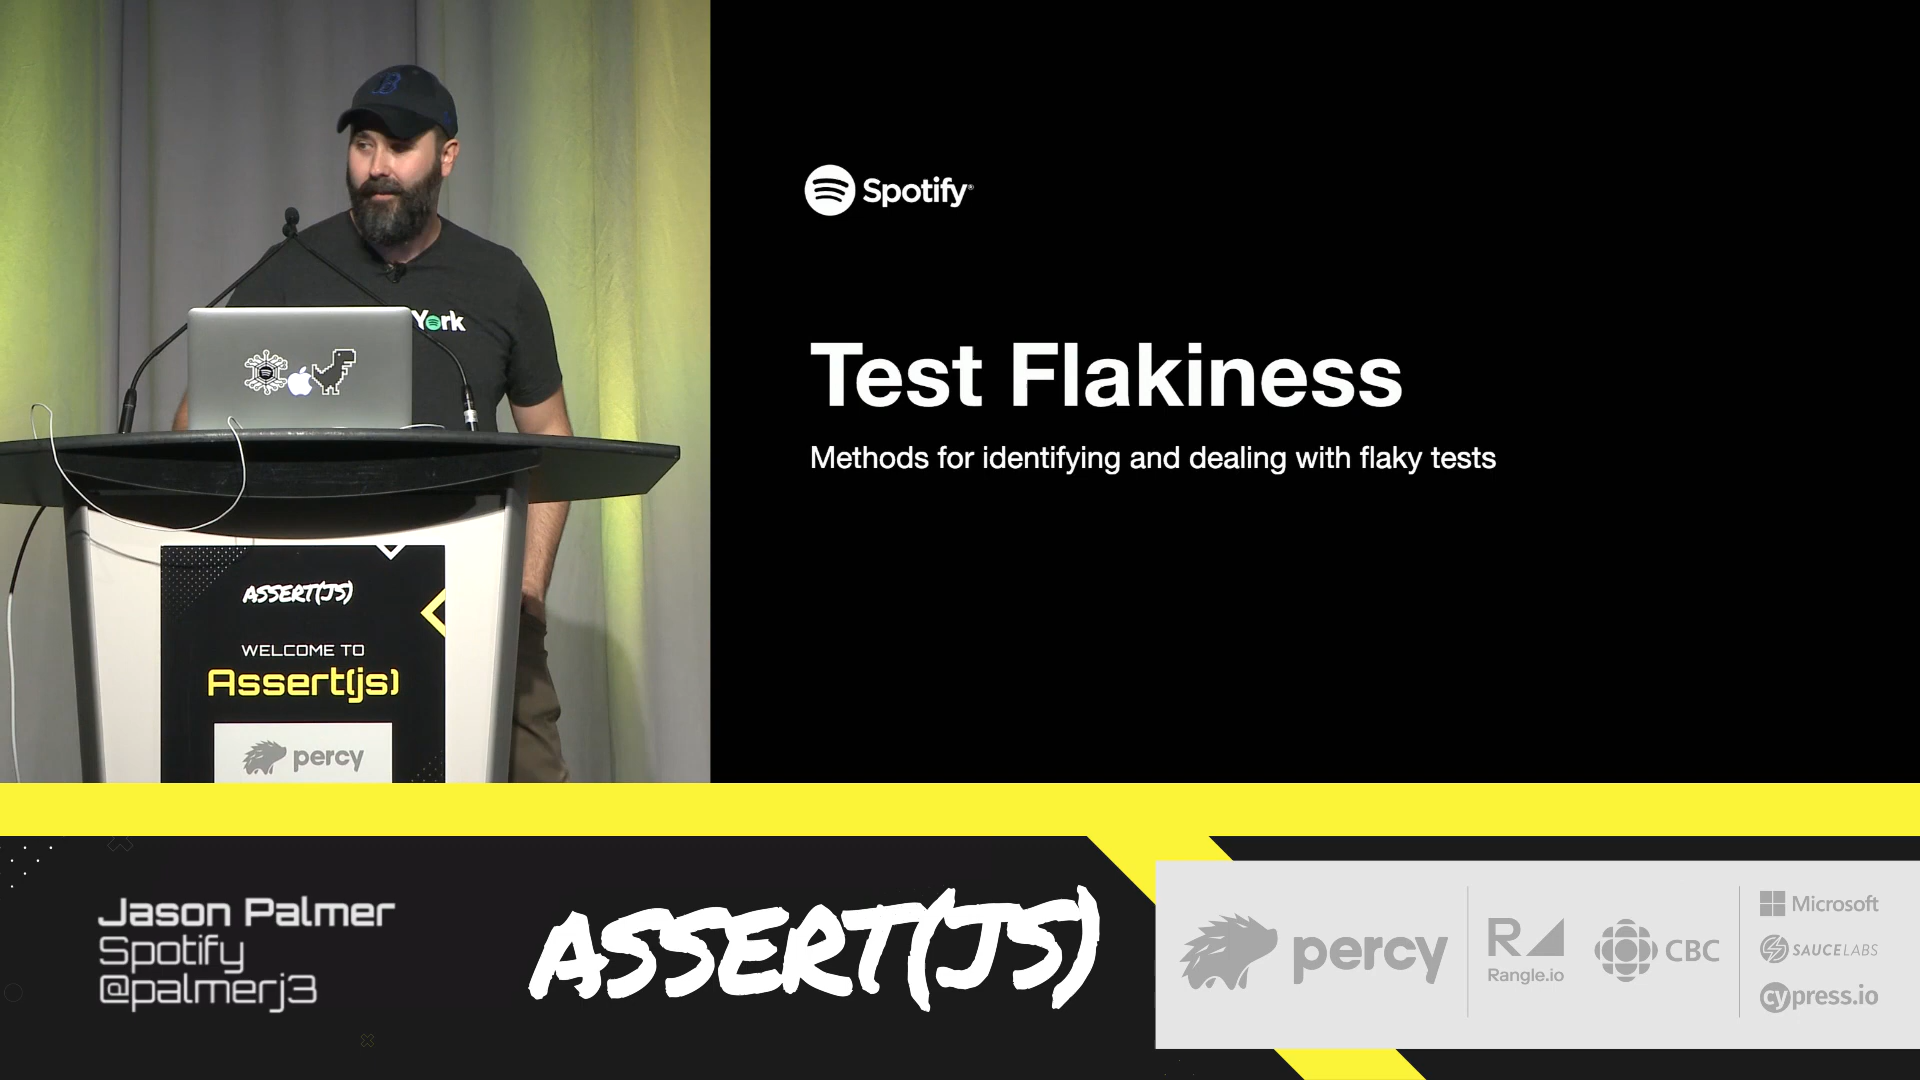 B
York
ASSERT(JS)
WELCOME TO
Assert(js)
percy
Spotify®
Test Flakiness
Methods for identifying and dealing with flaky tests
Jason Palmer
Spotify
@palmerj3
ASSERT(JS)
percy
Rangle.io
CBC
Microsoft
SAUCELABS
cypress.io